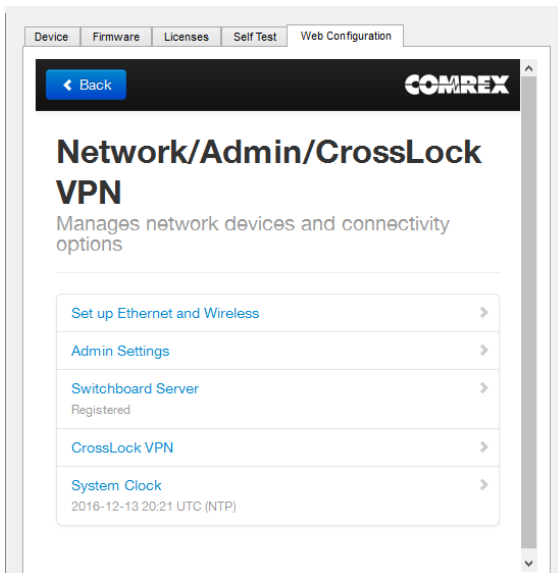 Device Firmware Licenses Self Test Web Configuration
Back COMREX
Network/Admin/CrossLock
VPN
Manages network devices and connectivity
options
Set up Ethernet and Wireless
Admin Settings
Switchboard Server
Registered
CrossLock VPN
System Clock
2016-12-13 20:21 UTC (NTP)